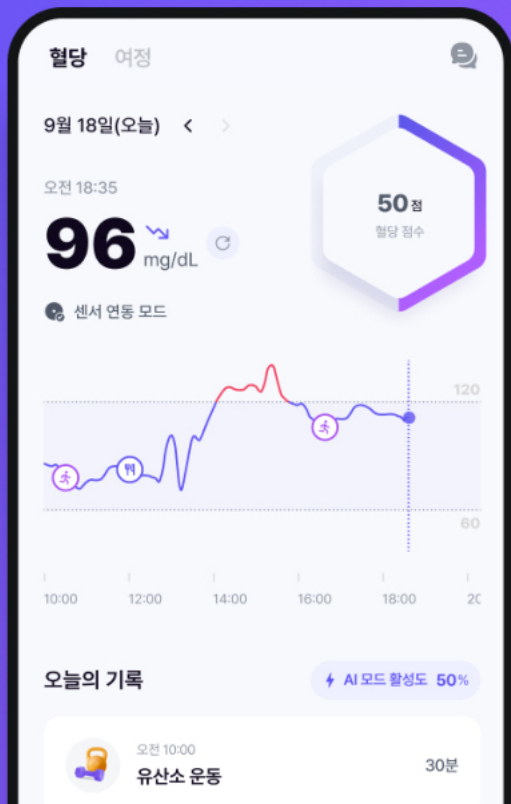 혈당 여정
9월 18일(오늘)
오전 18:35
96 mg/dL
센서 연동 모드
50점
혈당 점수
120
60
10:00 12:00 14:00 16:00 18:00
오늘의 기록
AI 모드 활성도 50%
오전 10:00
유산소 운동
30분